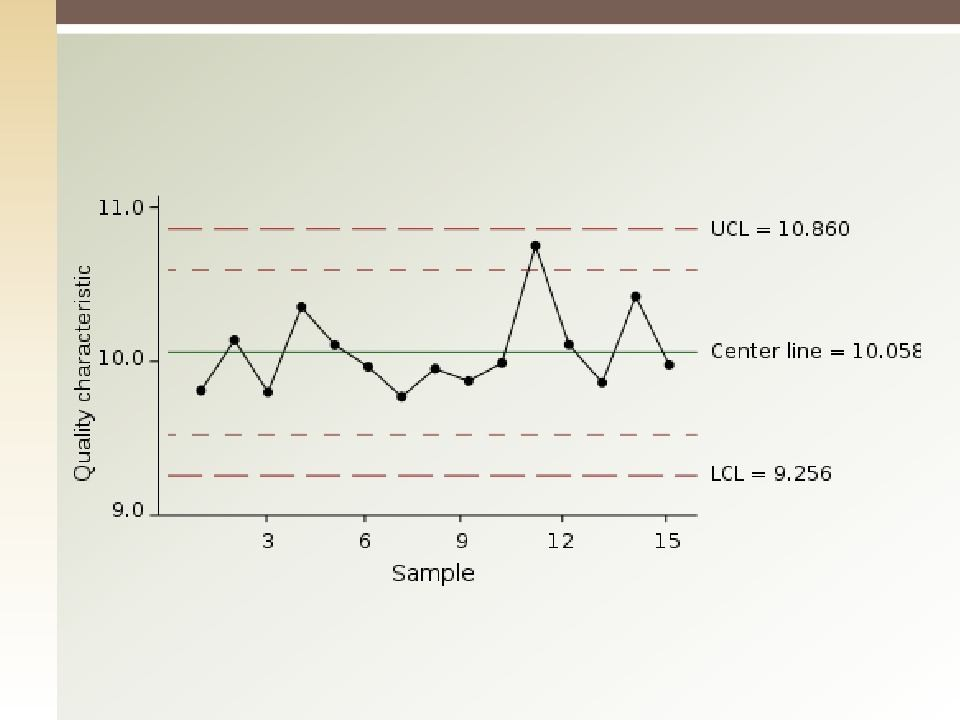 11.0
UCL = 10.860
Quality characteristic
10.0
Center line = 10.058
LCL = 9.256
9.0
3 6 9 12 15
Sample